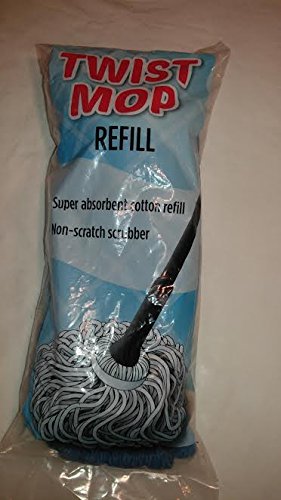 TWIST
MOP
REFILL
Super absorbent cotton refill
Non-scratch scrubber